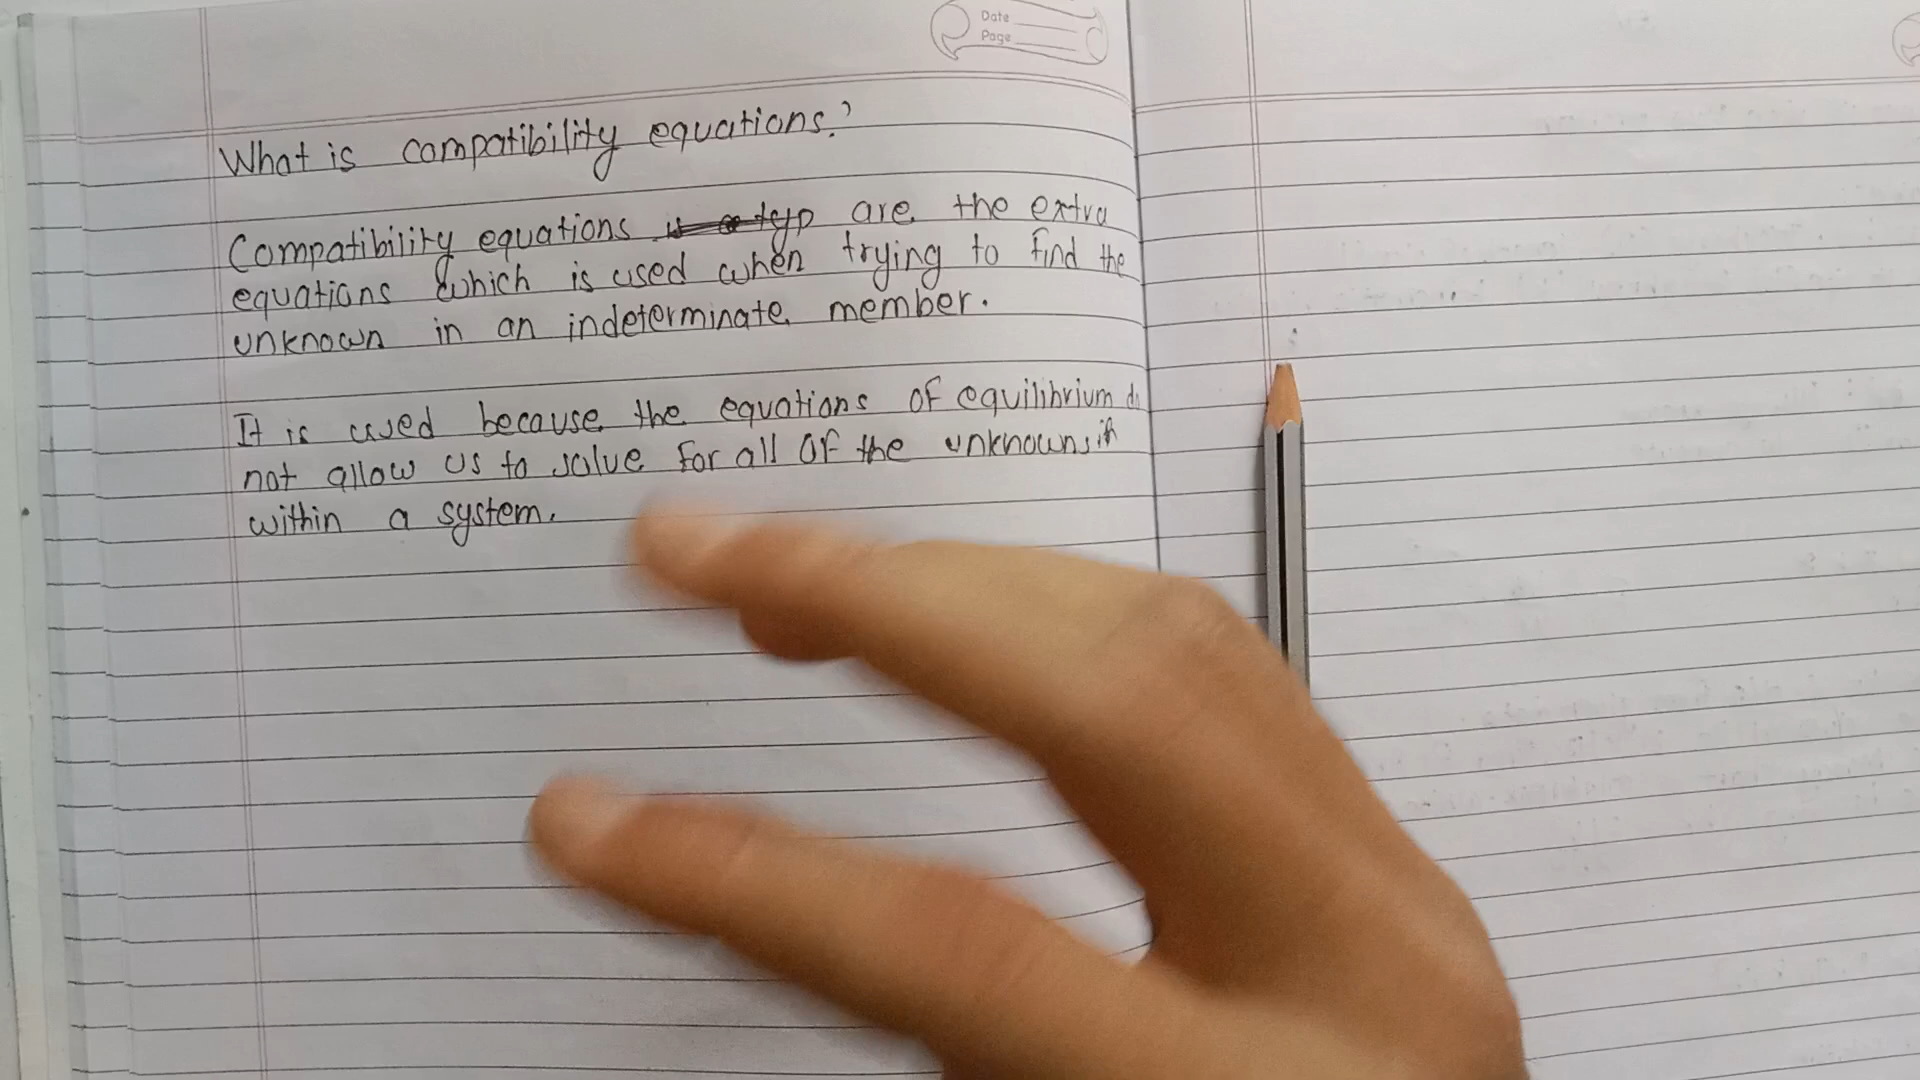 Date
Page
What is compatibility equations?
Compatibility equations are the extra
equations which is used when trying to find the
unknown in an indeterminate member.
It is used because the equations of equilibrium do
not allow us to solve for all of the unknowns if
within a system.